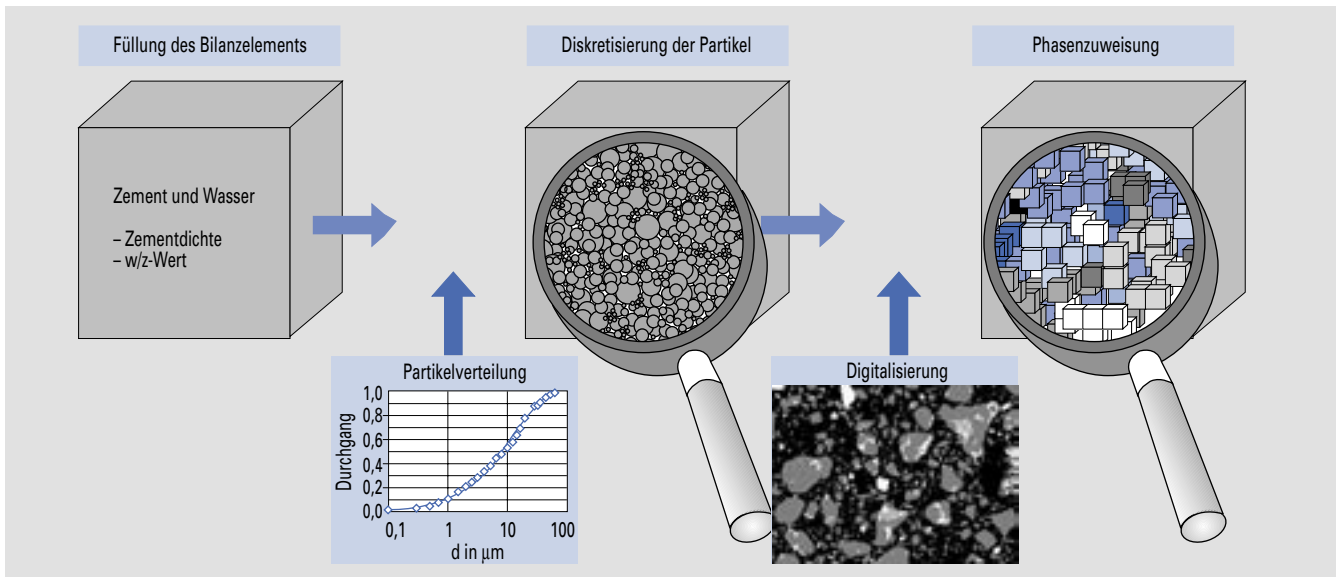 Füllung des Bilanzelements
Diskretisierung der Partikel
Phasenzuweisung
Zement und Wasser
– Zementdichte
– w/z-Wert
Partikelverteilung
Durchgang
1,0
0,8
0,6
0,4
0,2
0,0
0,1 1 10 100
d in µm
Digitalisierung